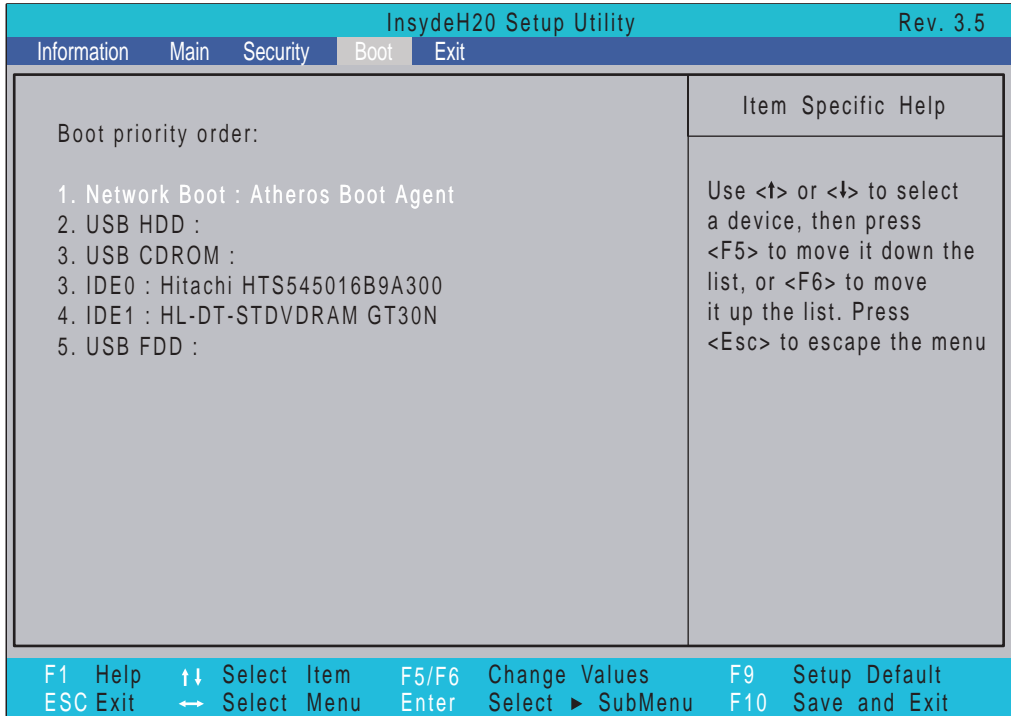 InsydeH20 Setup Utility Rev. 3.5
Information Main Security Boot Exit
Boot priority order:
1. Network Boot : Atheros Boot Agent
2. USB HDD :
3. USB CDROM :
3. IDE0 : Hitachi HTS545016B9A300
4. IDE1 : HL-DT-STDVDRAM GT30N
5. USB FDD :
Item Specific Help
Use <↑> or <↓> to select
a device, then press
<F5> to move it down the
list, or <F6> to move
it up the list. Press
<Esc> to escape the menu
F1 Help ↑↓ Select Item F5/F6 Change Values F9 Setup Default
ESC Exit ↔ Select Menu Enter Select ► SubMenu F10 Save and Exit